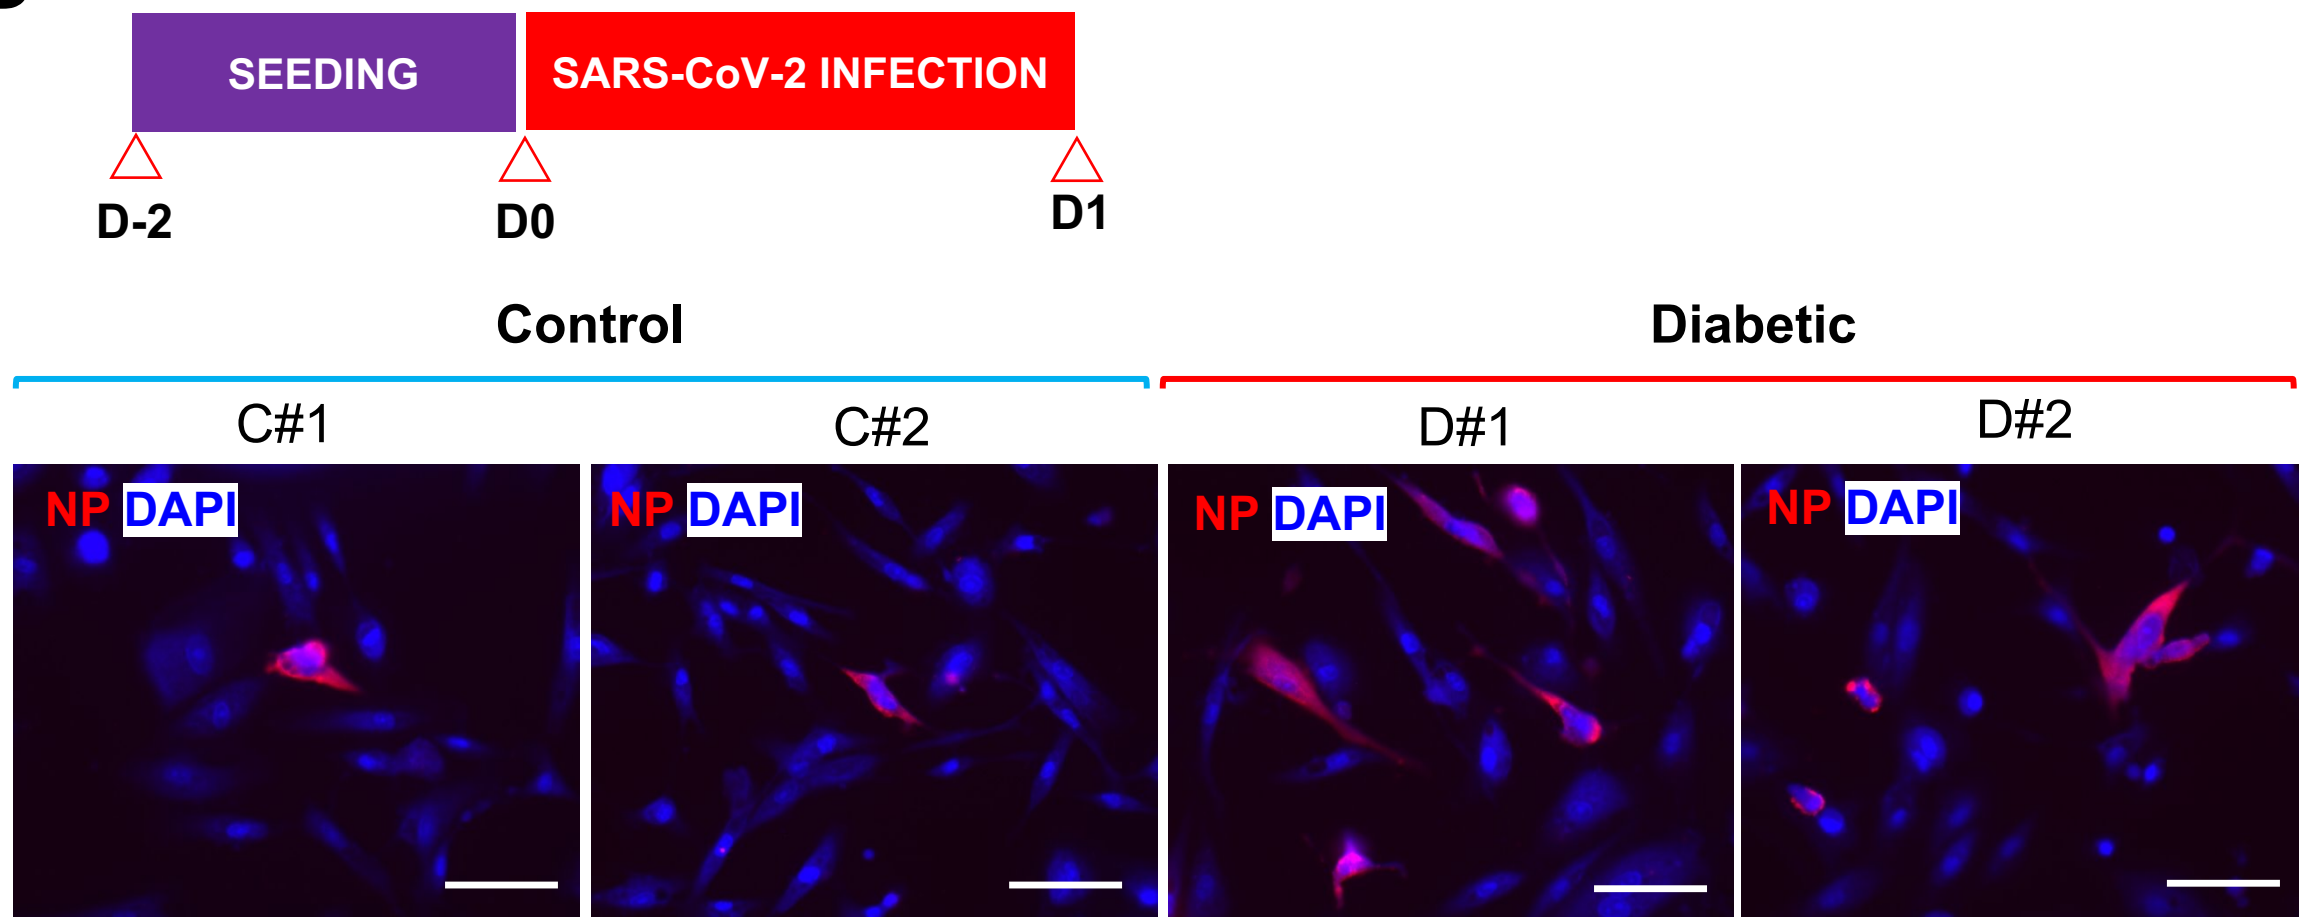 SEEDING
SARS-CoV-2 INFECTION
D-2
D0
D1
Control
Diabetic
C#1
C#2
D#1
D#2
NP DAPI
NP DAPI
NP DAPI
NP DAPI